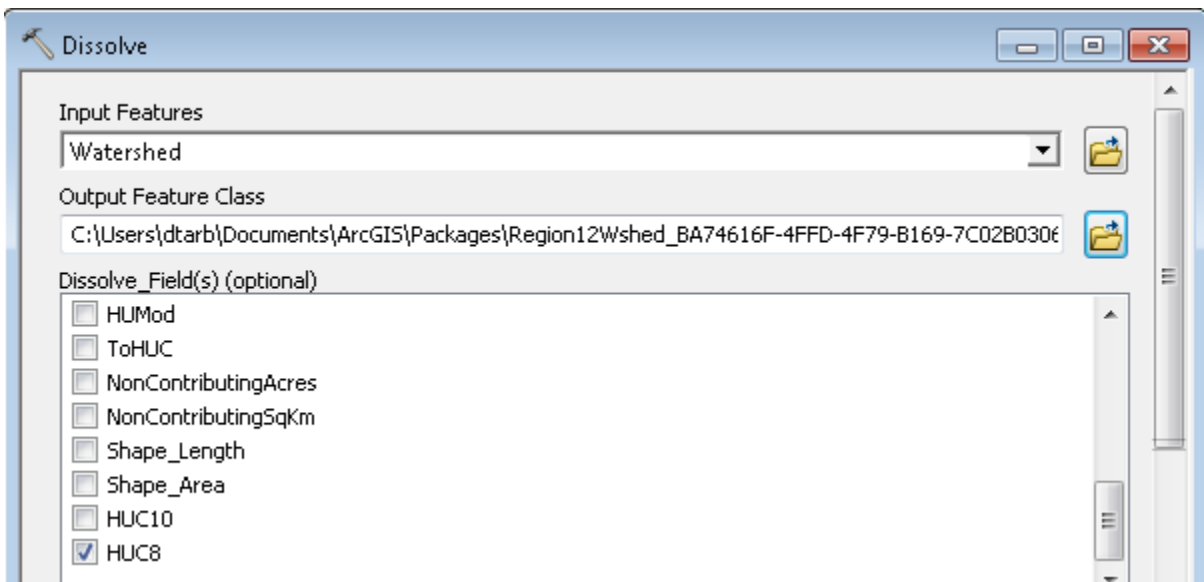 Dissolve
Input Features
Watershed
Output Feature Class
C:\Users\dtarb\Documents\ArcGIS\Packages\Region12Wshed_BA74616F-4FFD-4F79-B169-7C02B0306
Dissolve_Field(s) (optional)
HUMod
ToHUC
NonContributingAcres
NonContributingSqKm
Shape_Length
Shape_Area
HUC10
HUC8